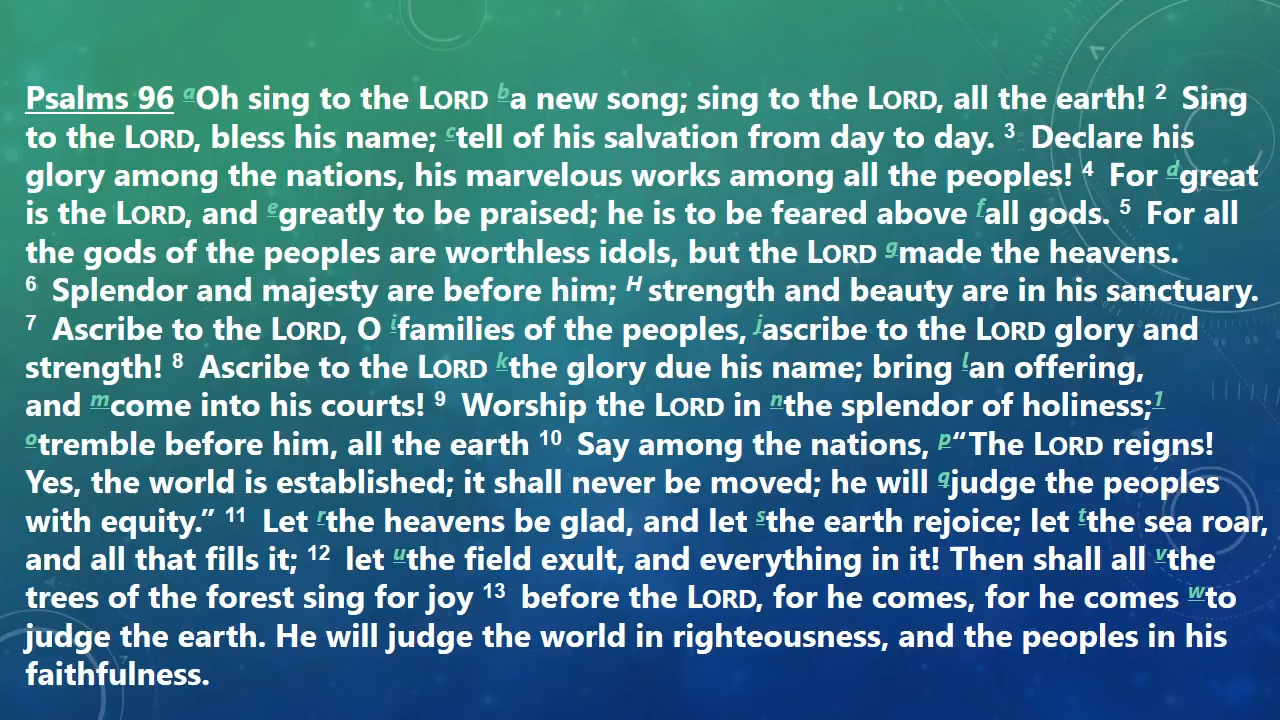 Psalms 96 aOh sing to the LORD ba new song; sing to the LORD, all the earth! 2 Sing
to the LORD, bless his name; ctell of his salvation from day to day. 3 Declare his
glory among the nations, his marvelous works among all the peoples! 4 For dgreat
is the LORD, and egreatly to be praised; he is to be feared above fall gods. 5 For all
the gods of the peoples are worthless idols, but the LORD gmade the heavens.
6 Splendor and majesty are before him; H strength and beauty are in his sanctuary.
7 Ascribe to the LORD, O ifamilies of the peoples, jascribe to the LORD glory and
strength! 8 Ascribe to the LORD kthe glory due his name; bring lan offering,
and mcome into his courts! 9 Worship the LORD in nthe splendor of holiness;1
otremble before him, all the earth 10 Say among the nations, p“The LORD reigns!
Yes, the world is established; it shall never be moved; he will qjudge the peoples
with equity.” 11 Let rthe heavens be glad, and let sthe earth rejoice; let tthe sea roar,
and all that fills it; 12 let uthe field exult, and everything in it! Then shall all vthe
trees of the forest sing for joy 13 before the LORD, for he comes, for he comes wto
judge the earth. He will judge the world in righteousness, and the peoples in his
faithfulness.